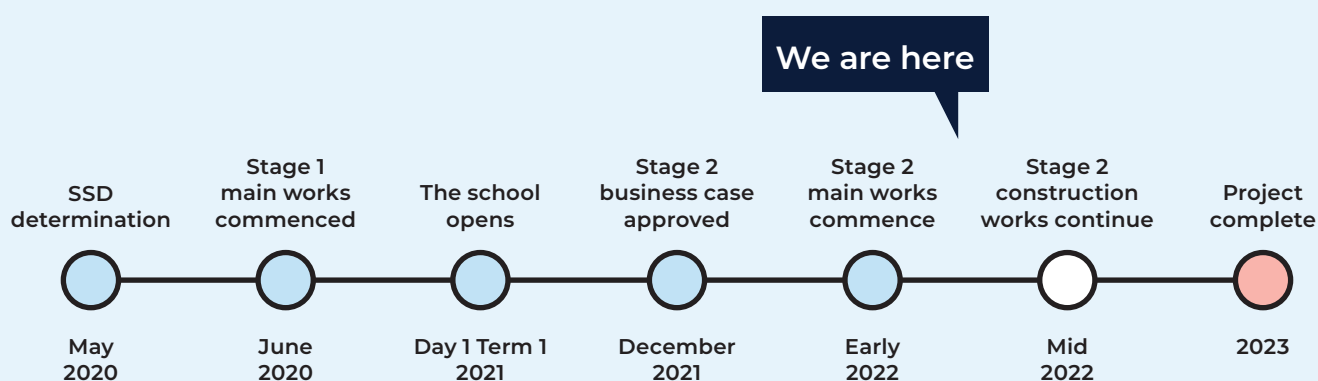 We are here
SSD
determination
Stage 1
main works
commenced
The school
opens
Stage 2
business case
approved
Stage 2
main works
commence
Stage 2
construction
works continue
Project
complete
May
2020
June
2020
Day 1 Term 1
2021
December
2021
Early
2022
Mid
2022
2023